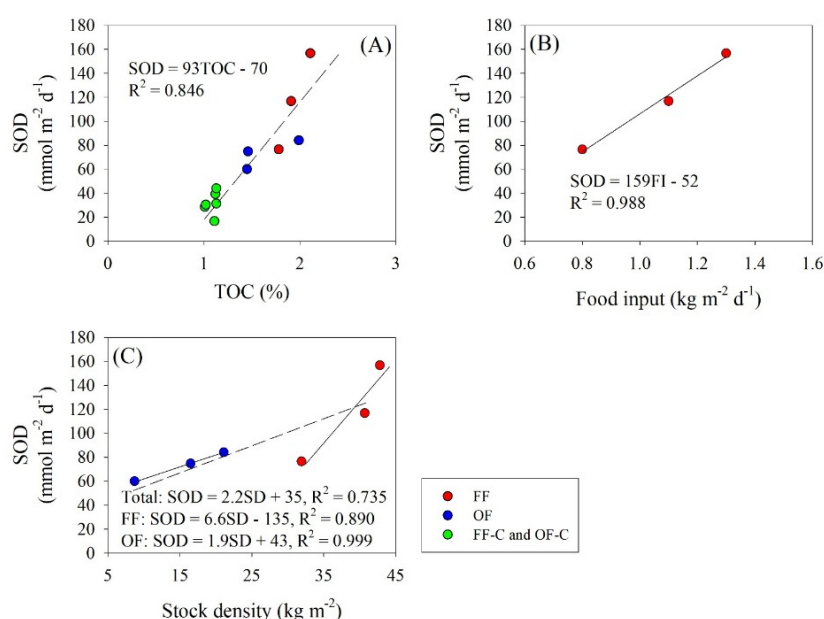 (A)
SOD = 93TOC - 70
R² = 0.846
SOD
(mmol m⁻² d⁻¹)
180
160
140
120
100
80
60
40
20
0
0 1 2 3
TOC (%)
(B)
SOD = 159FI - 52
R² = 0.988
SOD
(mmol m⁻² d⁻¹)
180
160
140
120
100
80
60
40
20
0
0.6 0.8 1.0 1.2 1.4 1.6
Food input (kg m⁻² d⁻¹)
(C)
Total: SOD = 2.2SD + 35, R² = 0.735
FF: SOD = 6.6SD - 135, R² = 0.890
OF: SOD = 1.9SD + 43, R² = 0.999
SOD
(mmol m⁻² d⁻¹)
180
160
140
120
100
80
60
40
20
0
5 15 25 35 45
Stock density (kg m⁻²)
FF
OF
FF-C and OF-C